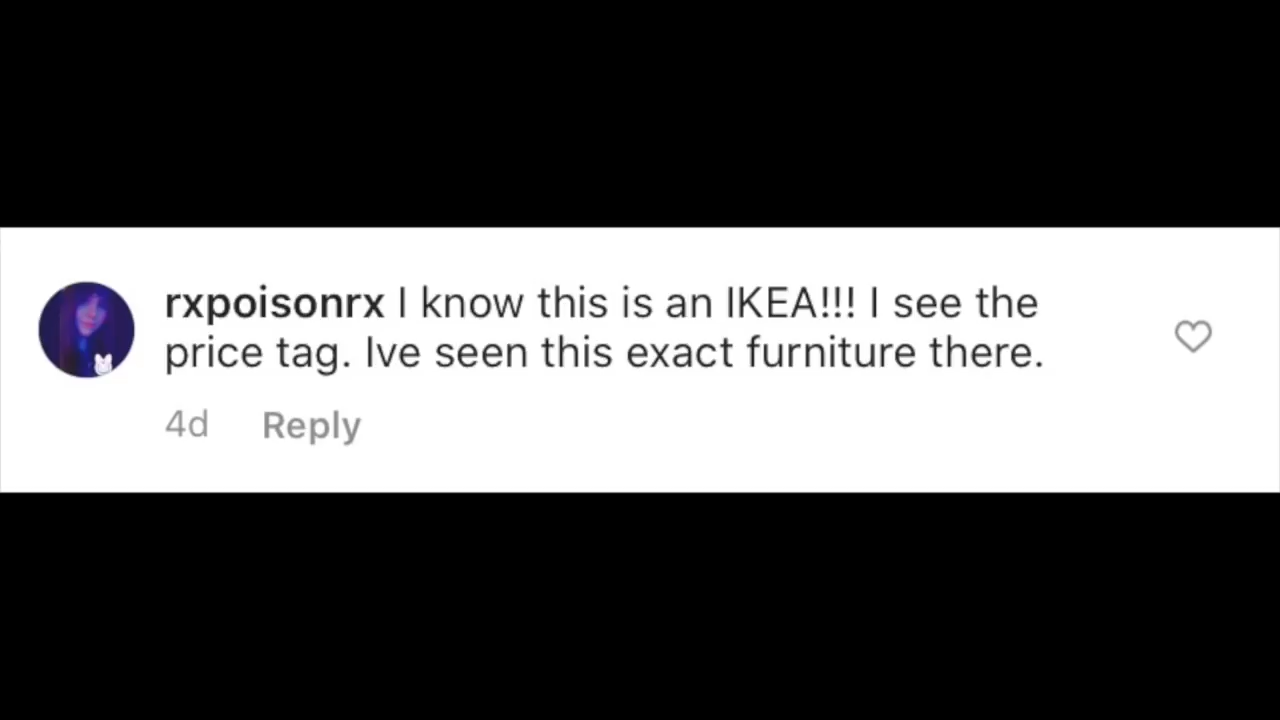 rxpoisonrx I know this is an IKEA!!! I see the
price tag. Ive seen this exact furniture there.
4d Reply